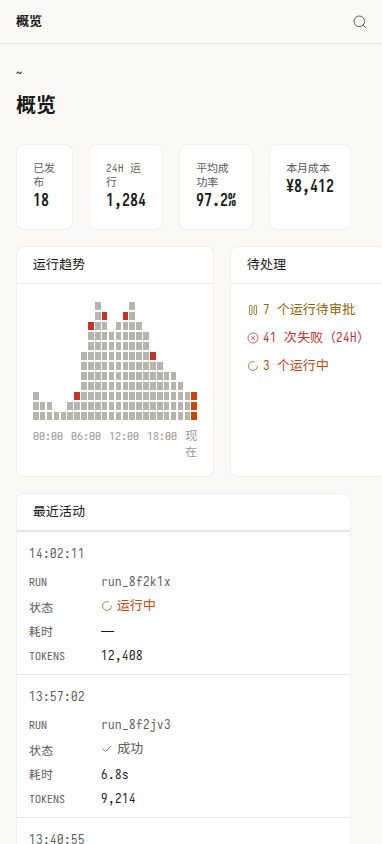 概览
~
概览
已发
布
18
24H 运
行
1,284
平均成
功率
97.2%
本月成本
¥8,412
运行趋势
00:00 06:00 12:00 18:00 现
在
待处理
7 个运行待审批
41 次失败（24H）
3 个运行中
最近活动
14:02:11
RUN run_8f2k1x
状态 运行中
耗时 —
TOKENS 12,408
13:57:02
RUN run_8f2jv3
状态 成功
耗时 6.8s
TOKENS 9,214
13:40:55